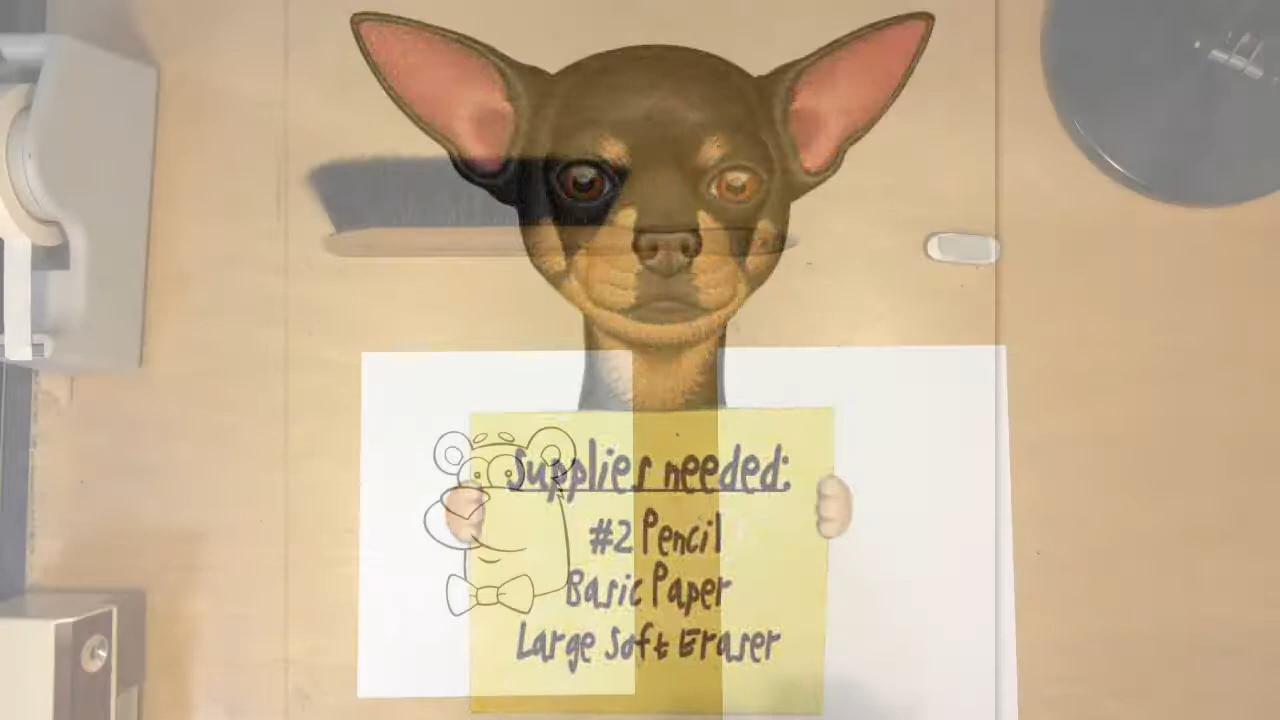 Supplies needed:
#2 Pencil
Basic Paper
Large Soft Eraser